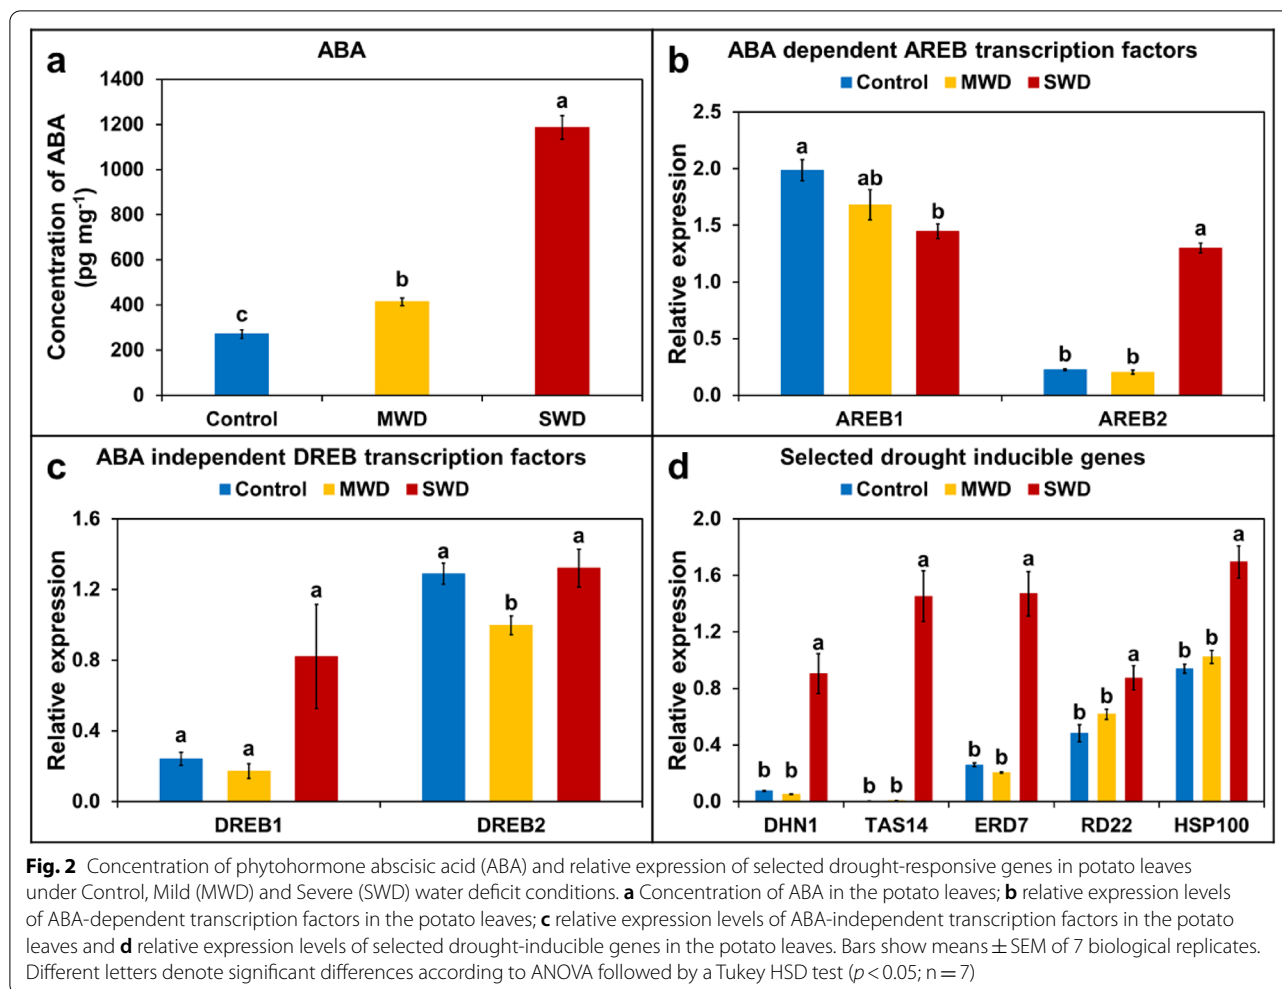 a
ABA
Concentration of ABA
(pg mg⁻¹)
1400
1200
1000
800
600
400
200
0
c
b
a
Control MWD SWD
b
ABA dependent AREB transcription factors
Control MWD SWD
Relative expression
2.5
2.0
1.5
1.0
0.5
0.0
a
ab
b
b
b
a
AREB1 AREB2
c
ABA independent DREB transcription factors
Control MWD SWD
Relative expression
1.6
1.2
0.8
0.4
0.0
a
a
a
a
b
a
DREB1 DREB2
d
Selected drought inducible genes
Control MWD SWD
Relative expression
2.0
1.6
1.2
0.8
0.4
0.0
b b a
b b a
b b a
b b a
b b a
DHN1 TAS14 ERD7 RD22 HSP100
Fig. 2 Concentration of phytohormone abscisic acid (ABA) and relative expression of selected drought-responsive genes in potato leaves
under Control, Mild (MWD) and Severe (SWD) water deficit conditions. a Concentration of ABA in the potato leaves; b relative expression levels
of ABA-dependent transcription factors in the potato leaves; c relative expression levels of ABA-independent transcription factors in the potato
leaves and d relative expression levels of selected drought-inducible genes in the potato leaves. Bars show means ± SEM of 7 biological replicates.
Different letters denote significant differences according to ANOVA followed by a Tukey HSD test (p < 0.05; n = 7)